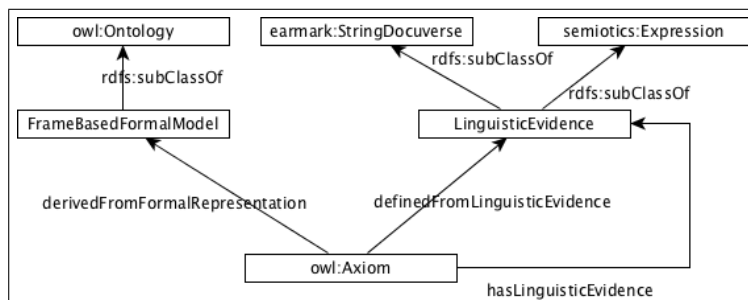 owl:Ontology
earmark:StringDocuverse
semiotics:Expression
rdfs:subClassOf
rdfs:subClassOf
rdfs:subClassOf
FrameBasedFormalModel
LinguisticEvidence
derivedFromFormalRepresentation
definedFromLinguisticEvidence
owl:Axiom
hasLinguisticEvidence